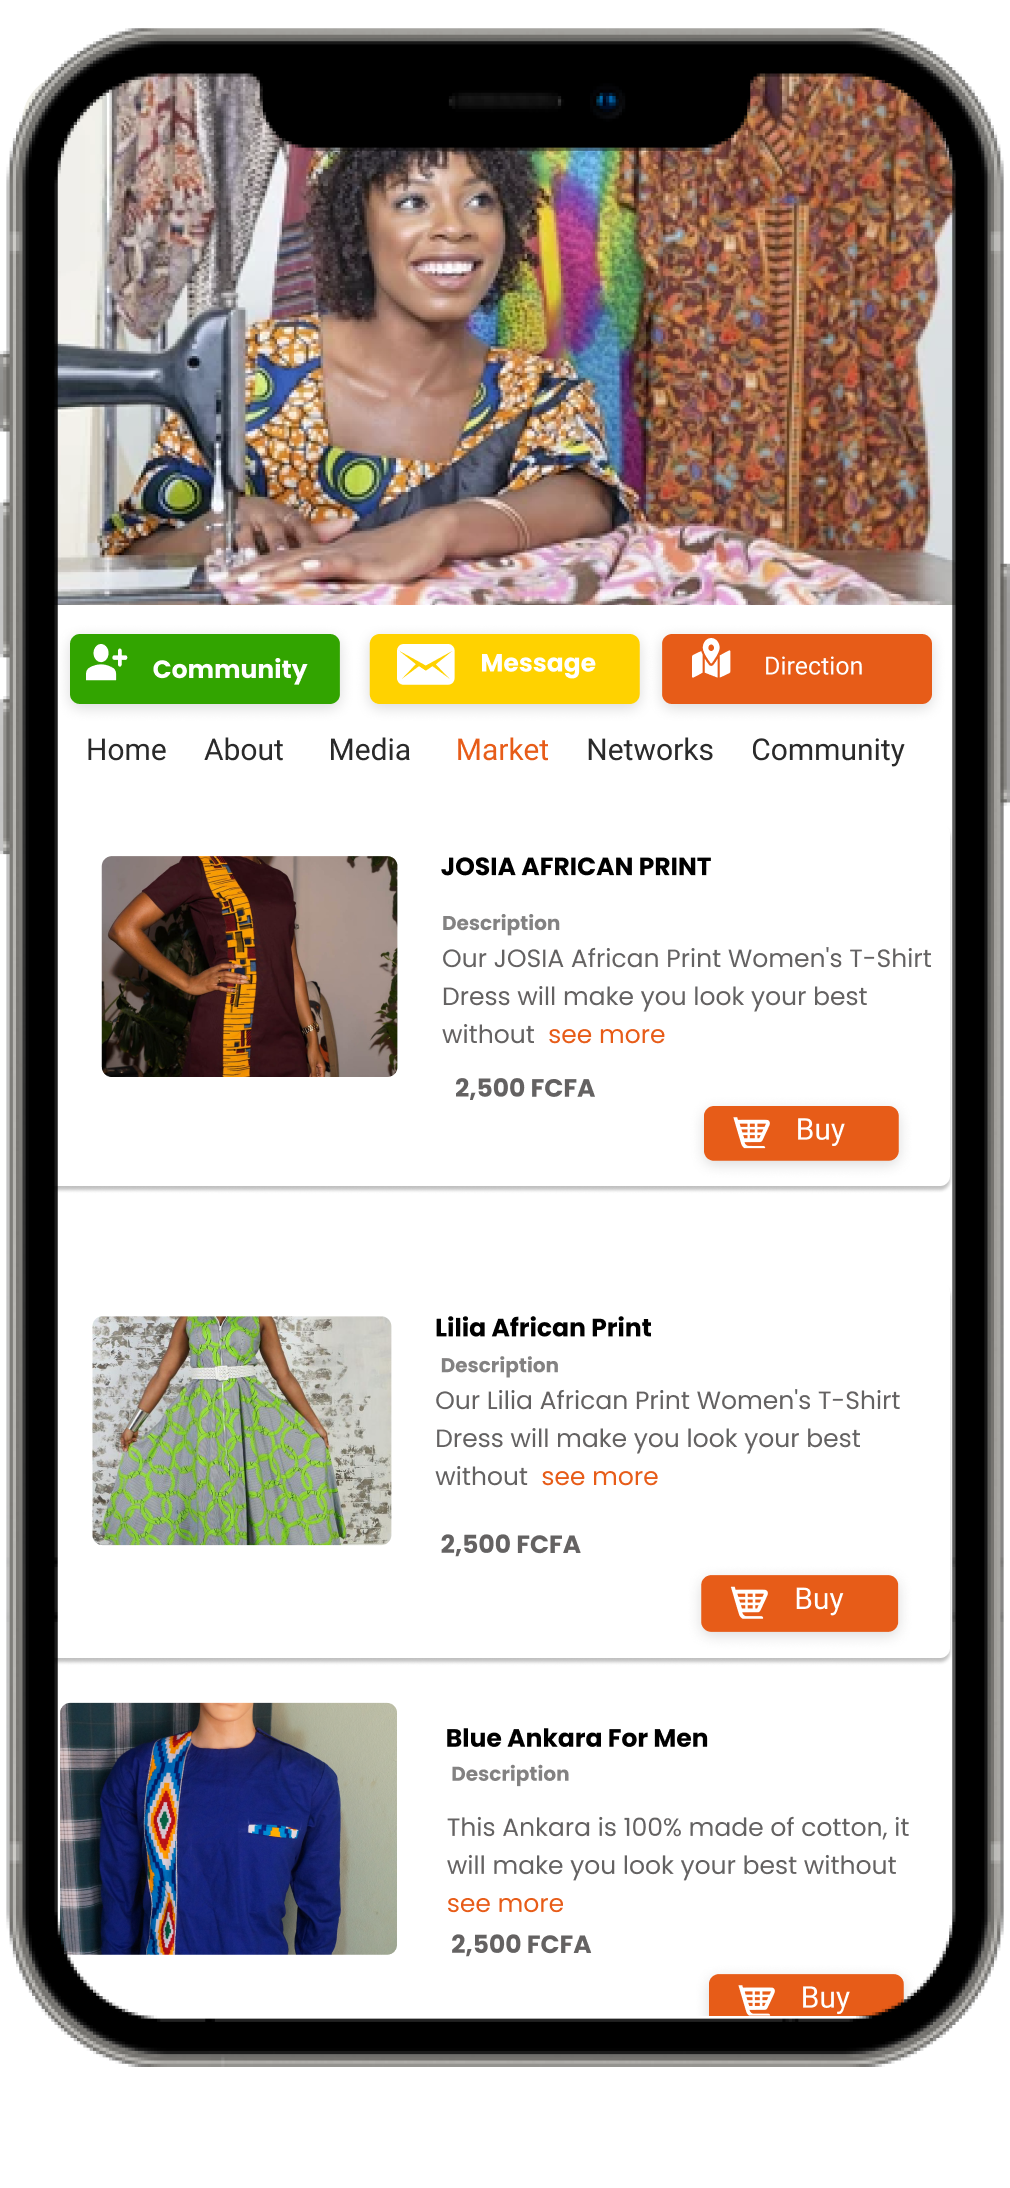 Community
Message
Direction
Home About Media Market Networks Community
JOSIA AFRICAN PRINT
Description
Our JOSIA African Print Women's T-Shirt
Dress will make you look your best
without see more
2,500 FCFA
Buy
Lilia African Print
Description
Our Lilia African Print Women's T-Shirt
Dress will make you look your best
without see more
2,500 FCFA
Buy
Blue Ankara For Men
Description
This Ankara is 100% made of cotton, it
will make you look your best without
see more
2,500 FCFA
Buy